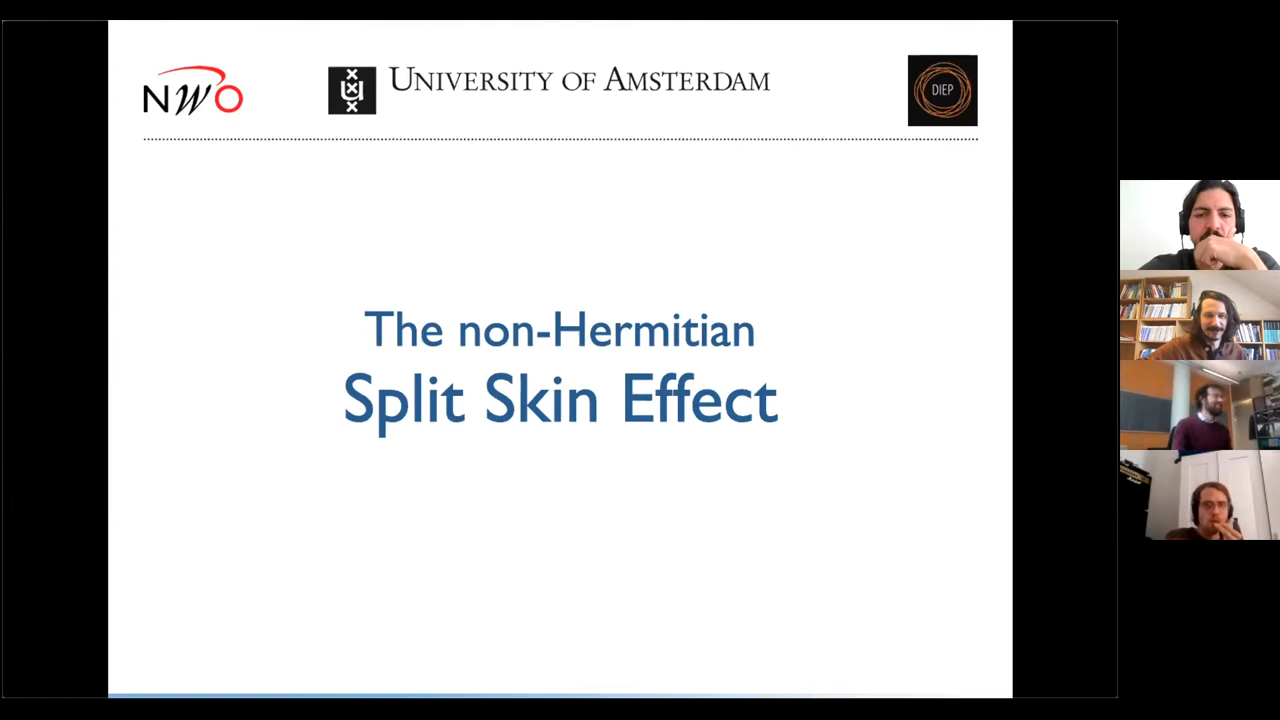 NWO
UNIVERSITY OF AMSTERDAM
DIEP
The non-Hermitian
Split Skin Effect